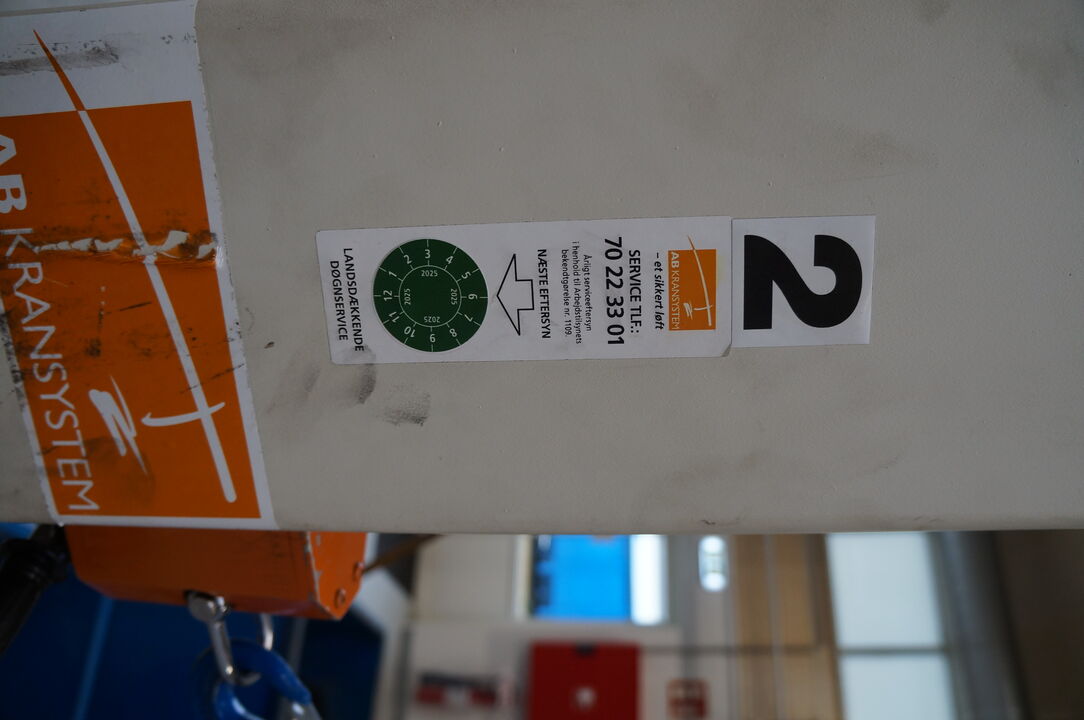 2
AB KRANSYSTEM
– et sikkert løft
SERVICE TLF.:
70 22 33 01
Årligt serviceeftersyn
i henhold til Arbejdstilsynets
bekendtgørelse nr. 1109.
NÆSTE EFTERSYN
1 2 3 4 5 6 7 8 9 10 11 12
2025 2025 2025 2025
LANDSDÆKKENDE
DØGNSERVICE
AB KRANSYSTEM